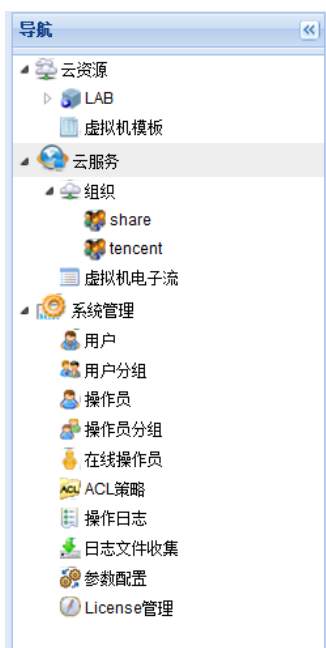 导航
云资源
LAB
虚拟机模板
云服务
组织
share
tencent
虚拟机电子流
系统管理
用户
用户分组
操作员
操作员分组
在线操作员
ACL ACL策略
操作日志
日志文件收集
参数配置
License管理